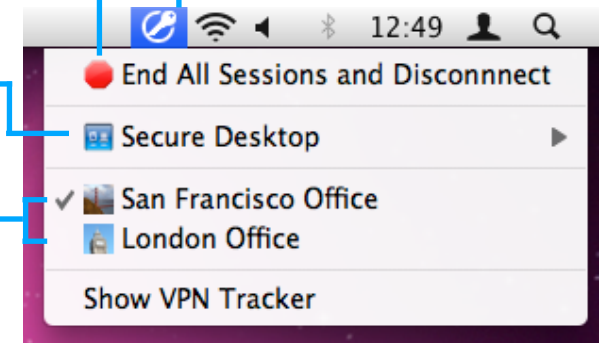 12:49
End All Sessions and Disconnnect
Secure Desktop
San Francisco Office
London Office
Show VPN Tracker